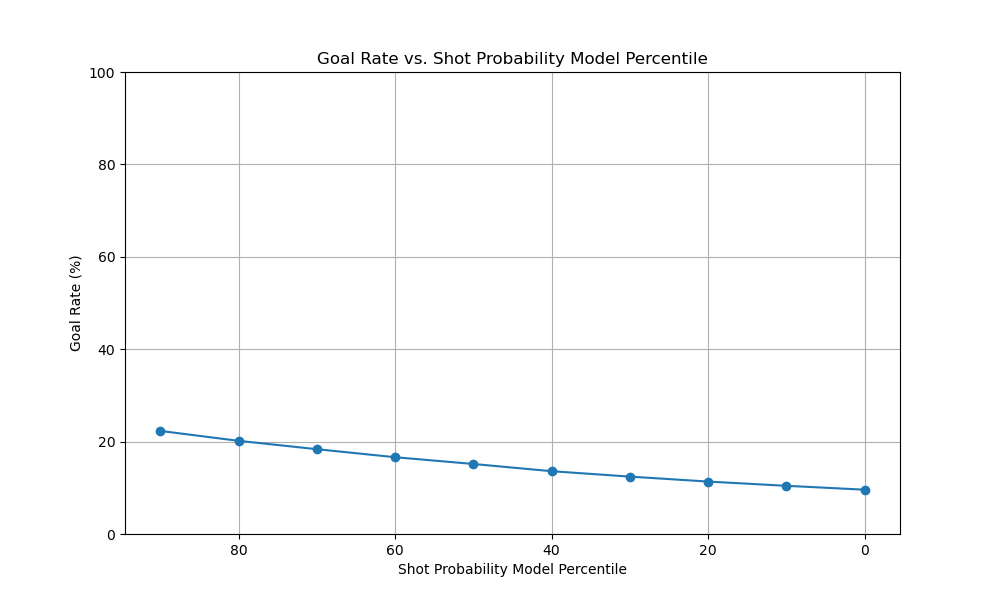 Goal Rate vs. Shot Probability Model Percentile
100
80
60
40
20
0
Goal Rate (%)
80 60 40 20 0
Shot Probability Model Percentile